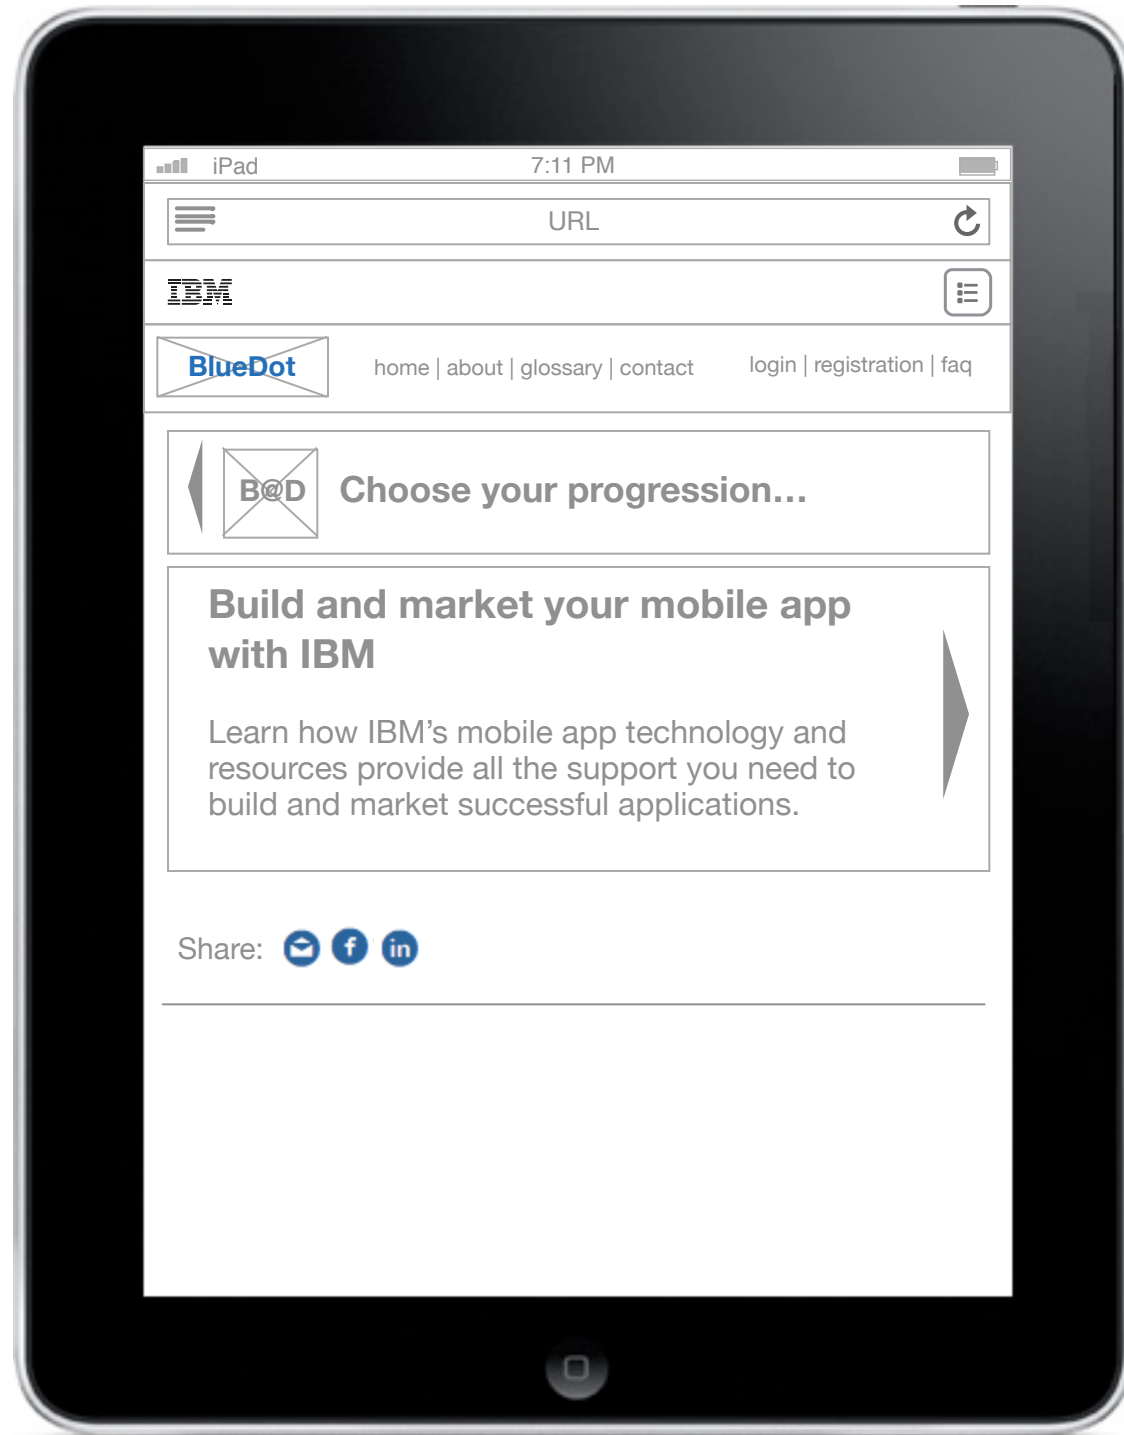 iPad 7:11 PM
URL
IBM
BlueDot home | about | glossary | contact login | registration | faq
B@D Choose your progression...
Build and market your mobile app
with IBM
Learn how IBM’s mobile app technology and
resources provide all the support you need to
build and market successful applications.
Share: f in